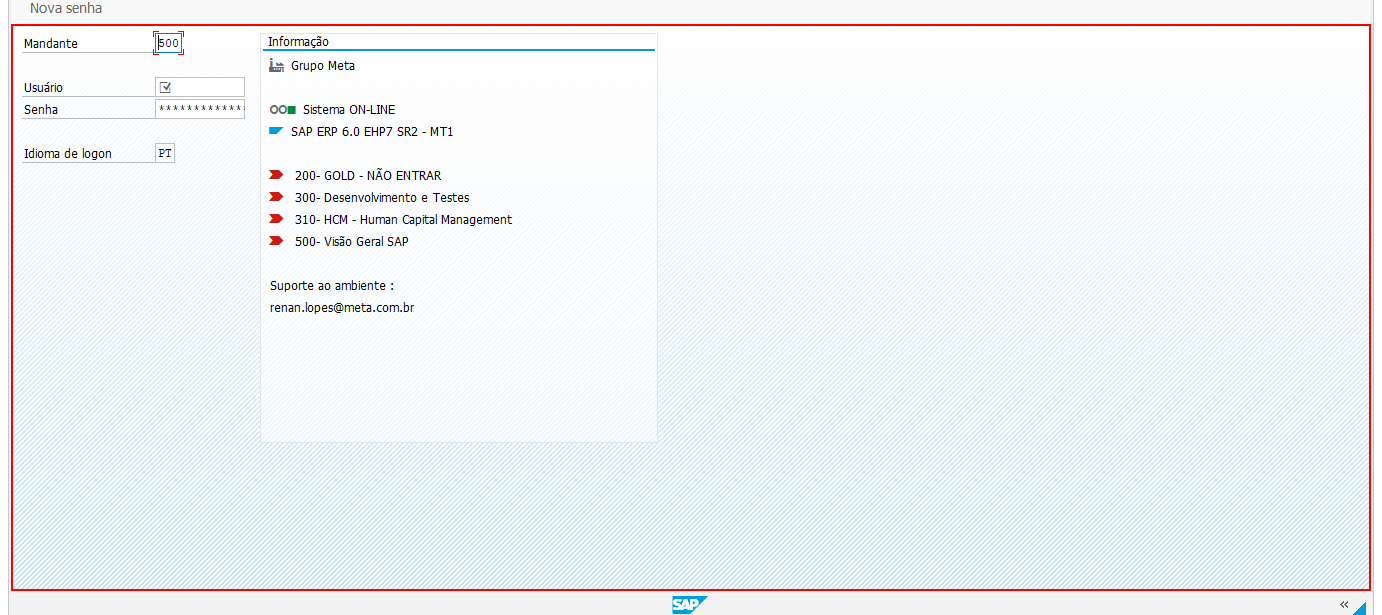 Nova senha
Mandante 500
Usuário
Senha *************
Idioma de logon PT
Informação
Grupo Meta
Sistema ON-LINE
SAP ERP 6.0 EHP7 SR2 - MT1
200- GOLD - NÃO ENTRAR
300- Desenvolvimento e Testes
310- HCM - Human Capital Management
500- Visão Geral SAP
Suporte ao ambiente :
renan.lopes@meta.com.br
SAP